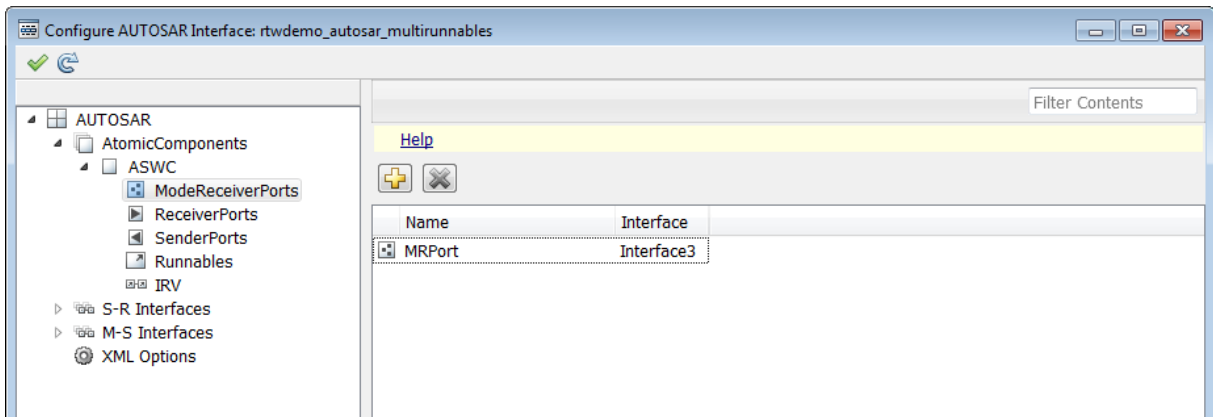 Configure AUTOSAR Interface: rtwdemo_autosar_multirunnables
Filter Contents
AUTOSAR
AtomicComponents
ASWC
ModeReceiverPorts
ReceiverPorts
SenderPorts
Runnables
IRV
S-R Interfaces
M-S Interfaces
XML Options
Help
Name Interface
MRPort Interface3